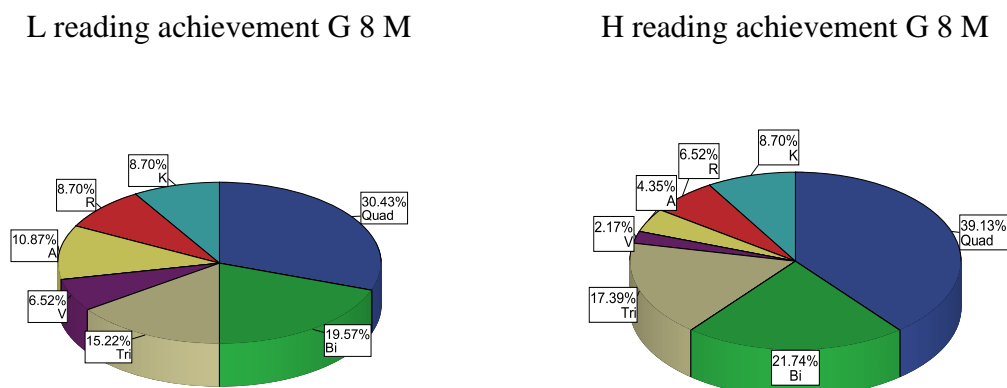 L reading achievement G 8 M
8.70%
K
8.70%
R
10.87%
A
6.52%
V
15.22%
Tri
19.57%
Bi
30.43%
Quad
H reading achievement G 8 M
8.70%
K
6.52%
R
4.35%
A
2.17%
V
17.39%
Tri
21.74%
Bi
39.13%
Quad